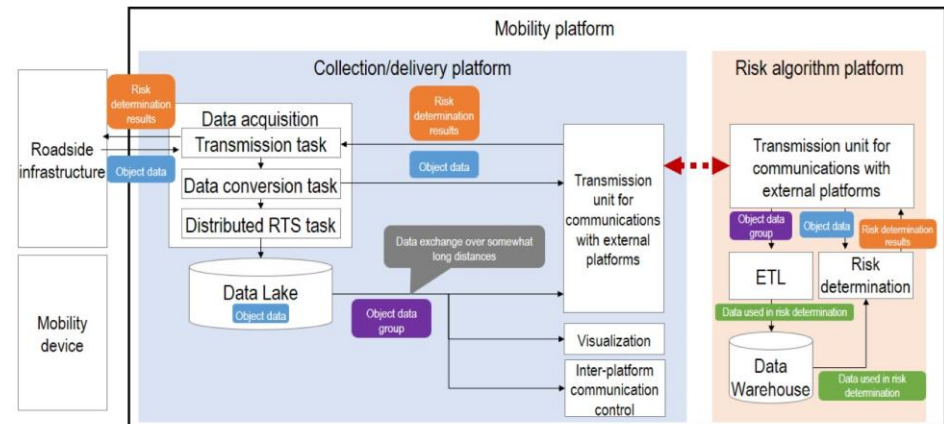 Mobility platform
Collection/delivery platform
Risk algorithm platform
Roadside
infrastructure
Mobility
device
Risk
determination
results
Object data
Data acquisition
Transmission task
Data conversion task
Distributed RTS task
Data Lake
Object data
Risk
determination
results
Object data
Data exchange over somewhat
long distances
Object data
group
Transmission
unit for
communications
with external
platforms
Visualization
Inter-platform
communication
control
Transmission unit for
communications with
external platforms
Object data
group
Object data
Risk determination
results
ETL
Risk
determination
Data used in risk determination
Data
Warehouse
Data used in risk
determination